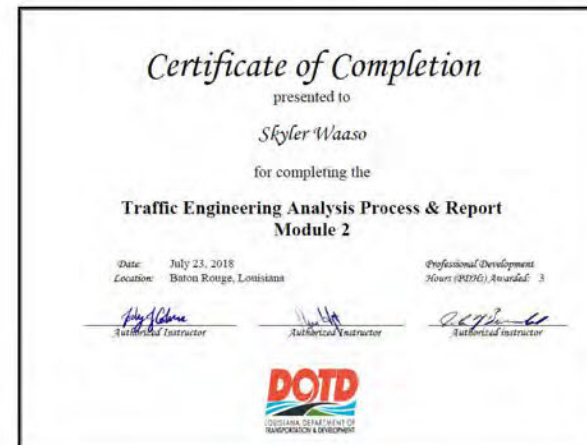 Certificate of Completion
presented to
Skyler Waaso
for completing the
Traffic Engineering Analysis Process & Report
Module 2
Date: July 23, 2018
Location: Baton Rouge, Louisiana
Professional Development
Hours (PDHs) Awarded: 3
Authorized Instructor
Authorized Instructor
Authorized instructor
DOTD
LOUISIANA DEPARTMENT OF
TRANSPORTATION & DEVELOPMENT